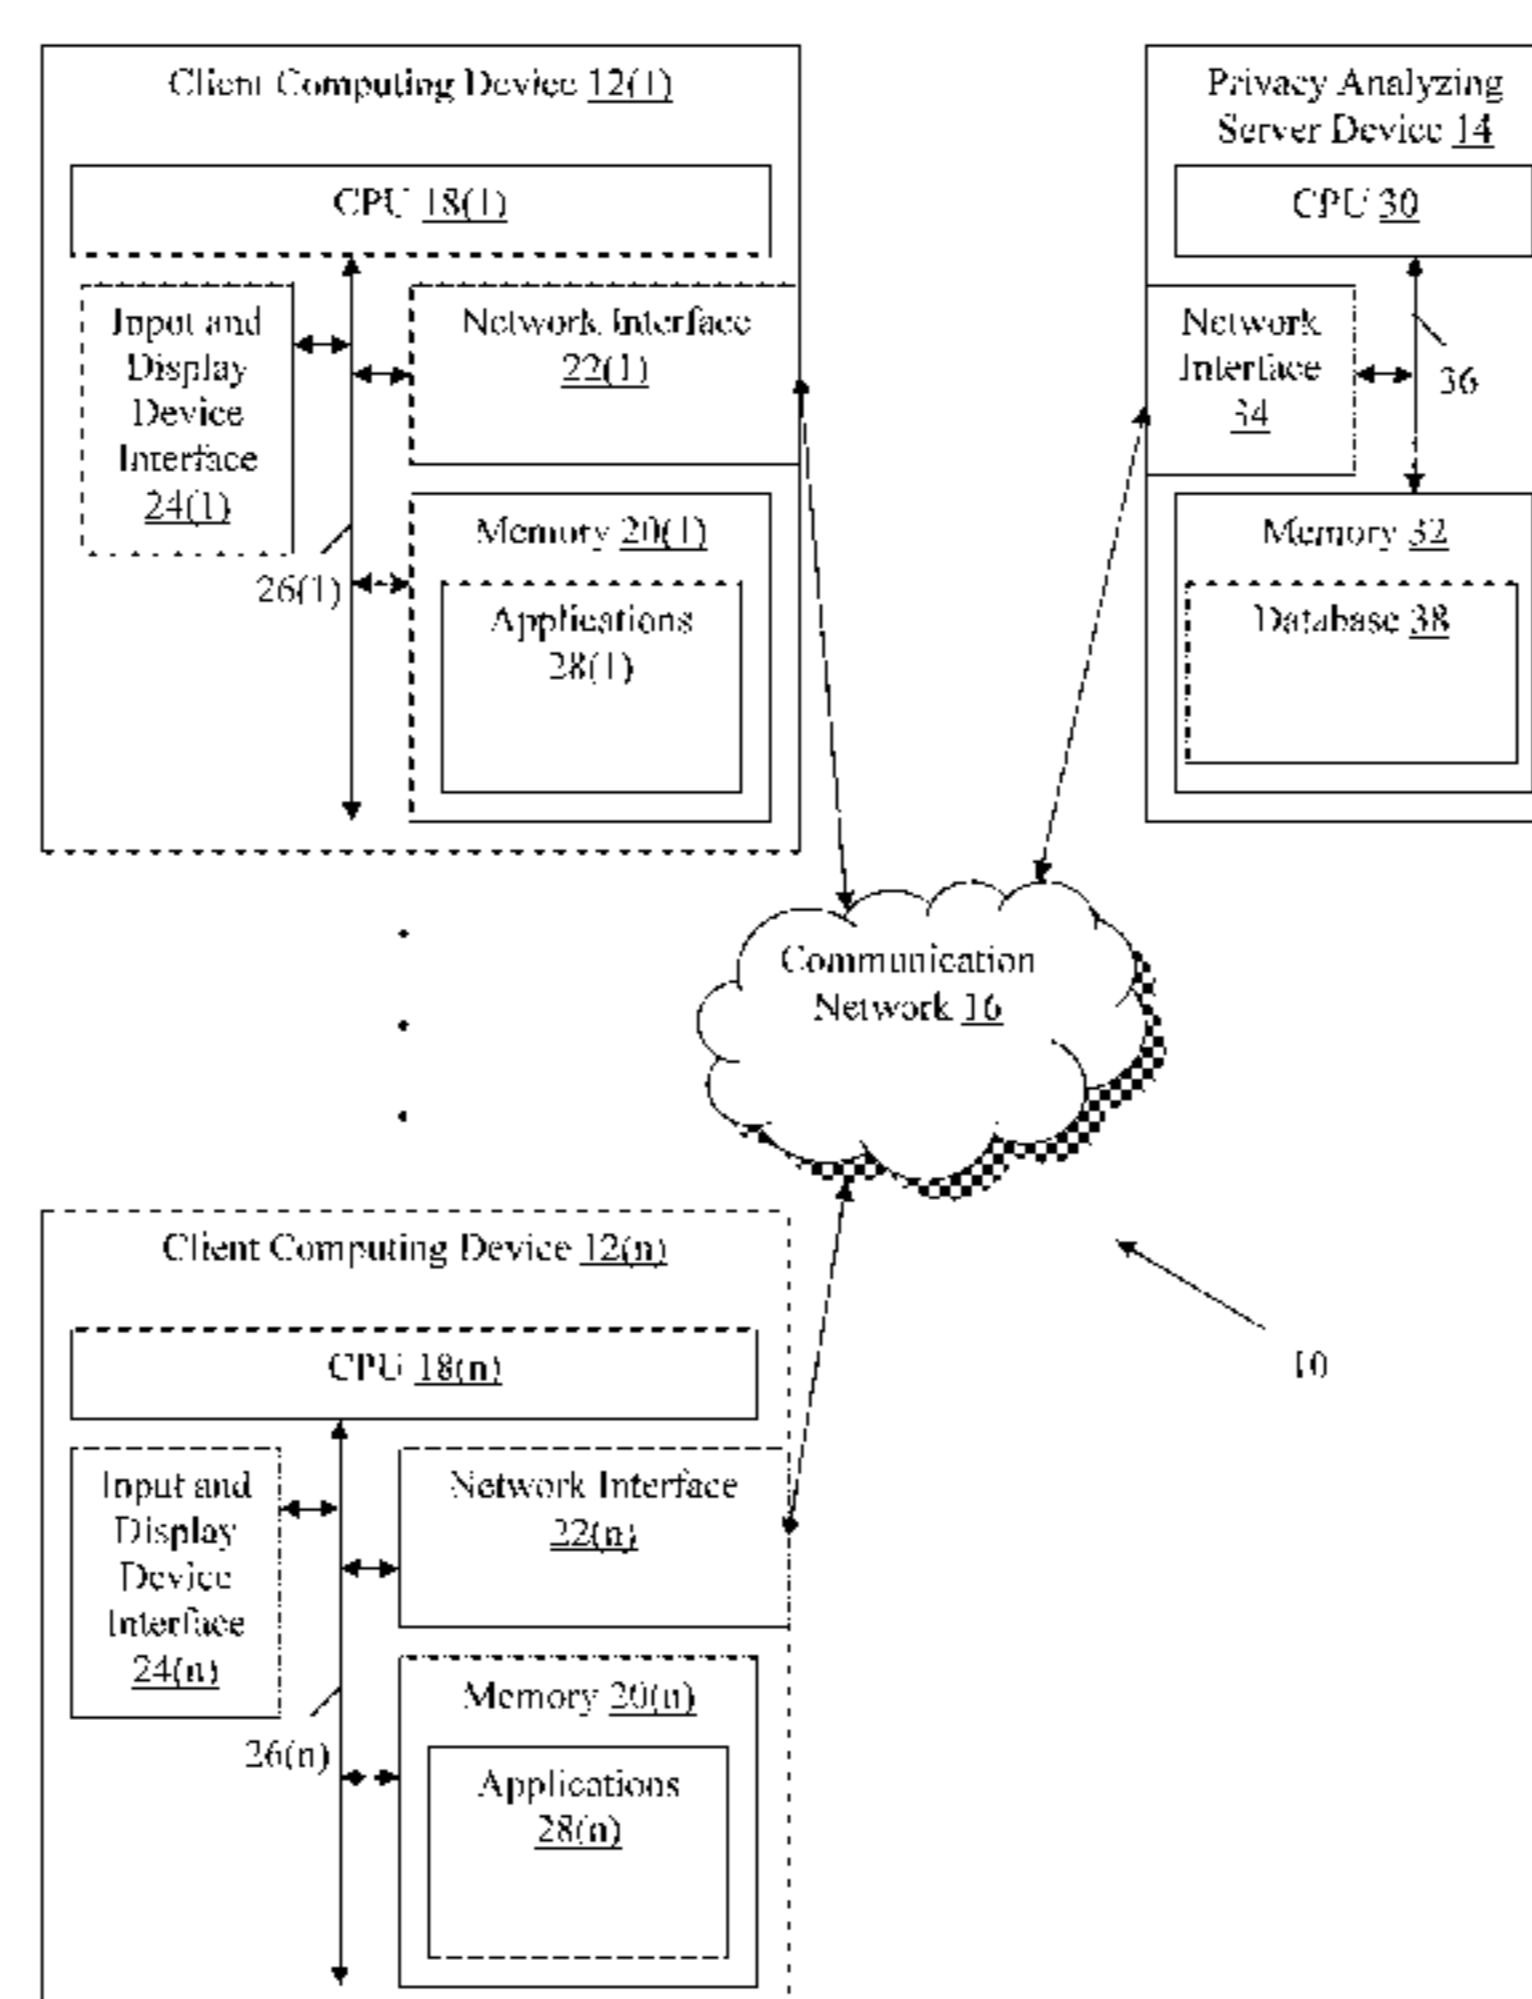 Client Computing Device 12(1)
CPU 18(1)
Input and
Display
Device
Interface
24(1)
Network Interface
22(1)
26(1)
Memory 20(1)
Applications
28(1)
Privacy Analyzing
Server Device 14
CPU 30
Network
Interface
34
36
Memory 32
Database 38
Communication
Network 16
Client Computing Device 12(n)
CPU 18(n)
Input and
Display
Device
Interface
24(n)
Network Interface
22(n)
26(n)
Memory 20(n)
Applications
28(n)
10